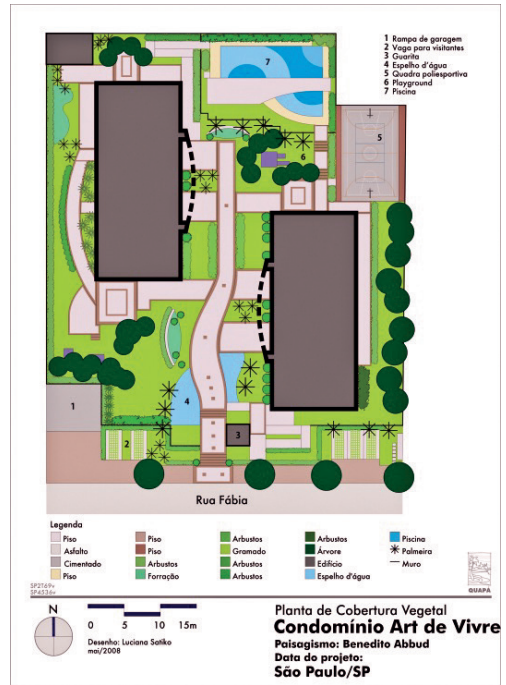 1 Rampa de garagem
2 Vaga para visitantes
3 Guarita
4 Espelho d'água
5 Quadra poliesportiva
6 Playground
7 Piscina
7
5
6
4
1
2
3
Rua Fábia
Legenda
Piso
Asfalto
Cimentado
Piso
Piso
Piso
Arbustos
Forração
Arbustos
Gramado
Arbustos
Arbustos
Arbustos
Árvore
Edifício
Espelho d'água
Piscina
Palmeira
Muro
SP2T69v
SP4536v
QUAPÁ
N
0 5 10 15m
Desenho: Luciana Satiko
mai/2008
Planta de Cobertura Vegetal
Condomínio Art de Vivre
Paisagismo: Benedito Abbud
Data do projeto:
São Paulo/SP